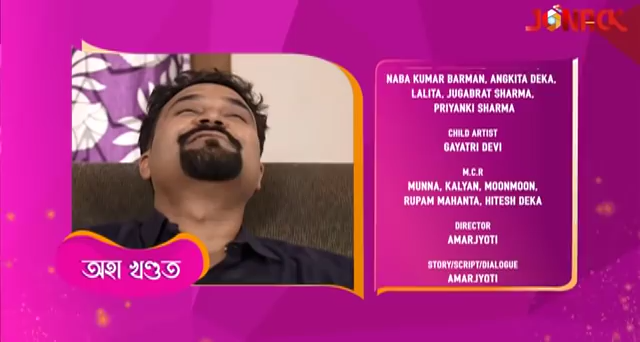 JONACK
NABA KUMAR BARMAN, ANGKITA DEKA,
LALITA, JUGABRAT SHARMA,
PRIYANKI SHARMA
CHILD ARTIST
GAYATRI DEVI
M.C.R
MUNNA, KALYAN, MOONMOON,
RUPAM MAHANTA, HITESH DEKA
DIRECTOR
AMARJYOTI
STORY/SCRIPT/DIALOGUE
AMARJYOTI
অহা খণ্ডত